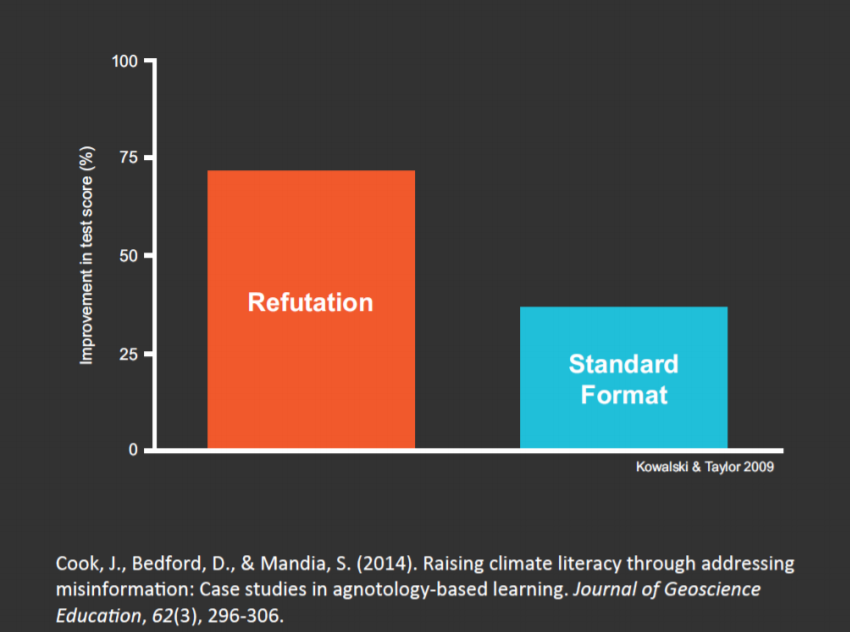 100
75
50
25
0
Improvement in test score (%)
Refutation
Standard
Format
Kowalski & Taylor 2009
Cook, J., Bedford, D., & Mandia, S. (2014). Raising climate literacy through addressing
misinformation: Case studies in agnotology-based learning. Journal of Geoscience
Education, 62(3), 296-306.